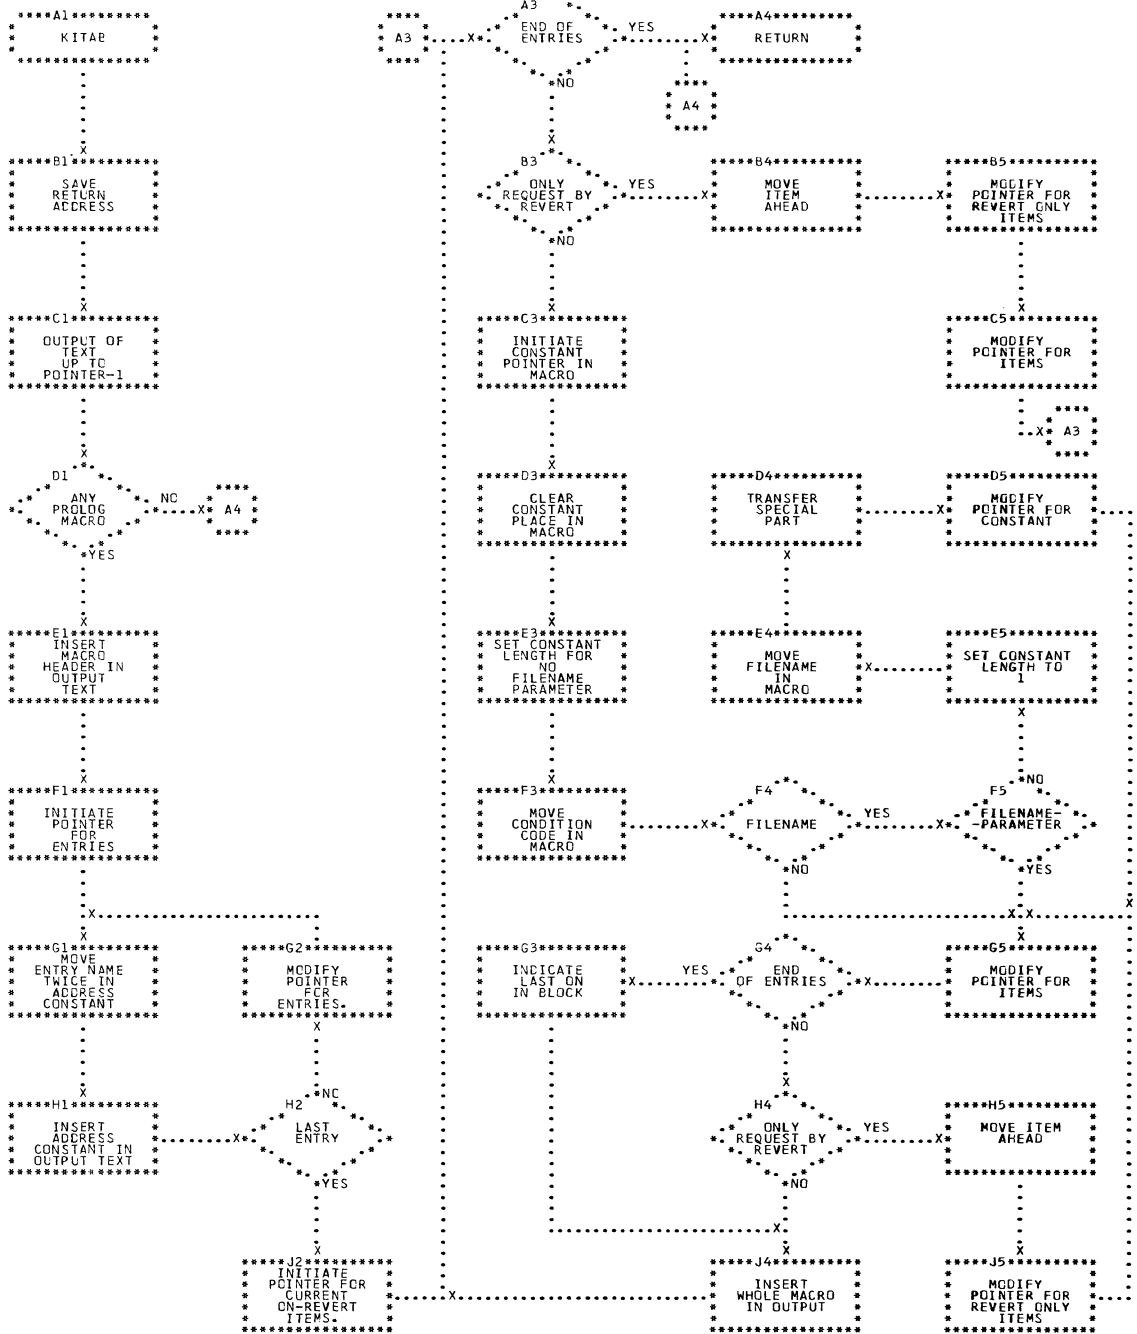 A1
KITAB
A3
A3
END OF
ENTRIES
YES
A4
RETURN
NO
A4
B1
SAVE
RETURN
ADDRESS
B3
ONLY
REQUEST BY
REVERT
YES
NO
B4
MOVE
ITEM
AHEAD
B5
MODIFY
POINTER FOR
REVERT ONLY
ITEMS
C1
OUTPUT OF
TEXT
UP TO
POINTER-1
C3
INITIATE
CONSTANT
POINTER IN
MACRO
C5
MODIFY
POINTER FOR
ITEMS
A3
D1
ANY
PROLOG
MACRO
NO
A4
YES
D3
CLEAR
CONSTANT
PLACE IN
MACRO
D4
TRANSFER
SPECIAL
PART
D5
MODIFY
POINTER FOR
CONSTANT
E1
INSERT
MACRO
HEADER IN
OUTPUT
TEXT
E3
SET CONSTANT
LENGTH FOR
NO
FILENAME
PARAMETER
E4
MOVE
FILENAME
IN
MACRO
E5
SET CONSTANT
LENGTH TO
1
F1
INITIATE
POINTER
FOR
ENTRIES
F3
MOVE
CONDITION
CODE IN
MACRO
F4
FILENAME
YES
NO
NO
F5
FILENAME-
-PARAMETER
YES
G1
MOVE
ENTRY NAME
TWICE IN
ADDRESS
CONSTANT
G2
MODIFY
POINTER
FOR
ENTRIES.
G3
INDICATE
LAST ON
IN BLOCK
YES
G4
END
OF ENTRIES
NO
G5
MODIFY
POINTER FOR
ITEMS
H1
INSERT
ADDRESS
CONSTANT IN
OUTPUT TEXT
NO
H2
LAST
ENTRY
YES
H4
ONLY
REQUEST BY
REVERT
YES
NO
H5
MOVE ITEM
AHEAD
J2
INITIATE
POINTER FOR
CURRENT
ON-REVERT
ITEMS.
J4
INSERT
WHOLE MACRO
IN OUTPUT
J5
MODIFY
POINTER FOR
REVERT ONLY
ITEMS